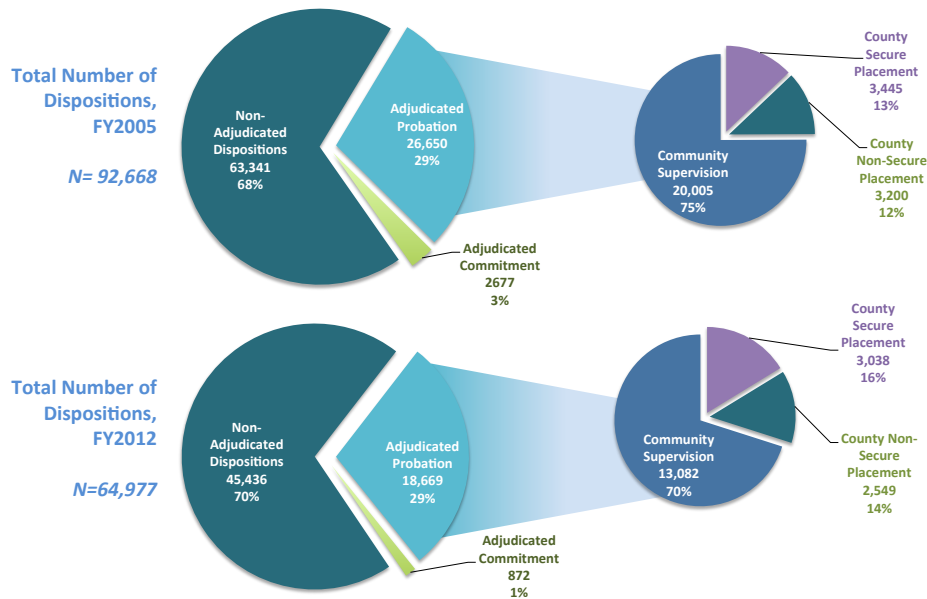 Total Number of
Dispositions,
FY2005
N= 92,668
Non-
Adjudicated
Dispositions
63,341
68%
Adjudicated
Probation
26,650
29%
Adjudicated
Commitment
2677
3%
Community
Supervision
20,005
75%
County
Secure
Placement
3,445
13%
County
Non-Secure
Placement
3,200
12%
Total Number of
Dispositions,
FY2012
N=64,977
Non-
Adjudicated
Dispositions
45,436
70%
Adjudicated
Probation
18,669
29%
Adjudicated
Commitment
872
1%
Community
Supervision
13,082
70%
County
Secure
Placement
3,038
16%
County Non-
Secure
Placement
2,549
14%